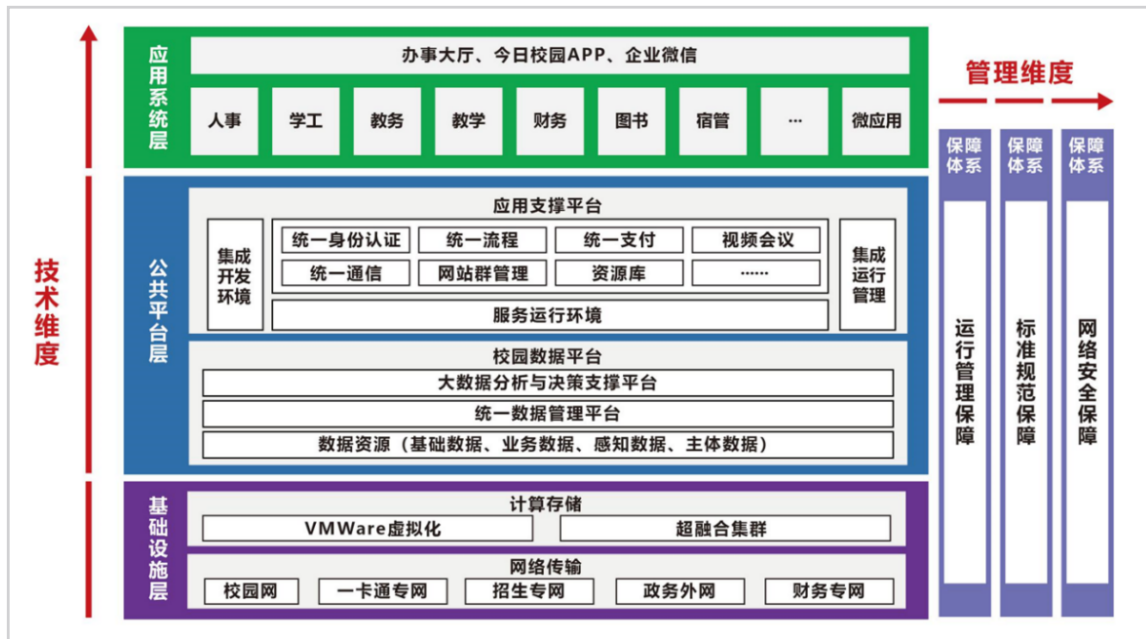 技术维度
应用系统层
办事大厅、今日校园APP、企业微信
人事 学工 教务 教学 财务 图书 宿管 ... 微应用
公共平台层
应用支撑平台
集成开发环境
统一身份认证 统一流程 统一支付 视频会议
统一通信 网站群管理 资源库 ......
服务运行环境
集成运行管理
校园数据平台
大数据分析与决策支撑平台
统一数据管理平台
数据资源（基础数据、业务数据、感知数据、主体数据）
基础设施层
计算存储
VMWare虚拟化 超融合集群
网络传输
校园网 一卡通专网 招生专网 政务外网 财务专网
管理维度
保障体系 保障体系 保障体系
运行管理保障
标准规范保障
网络安全保障